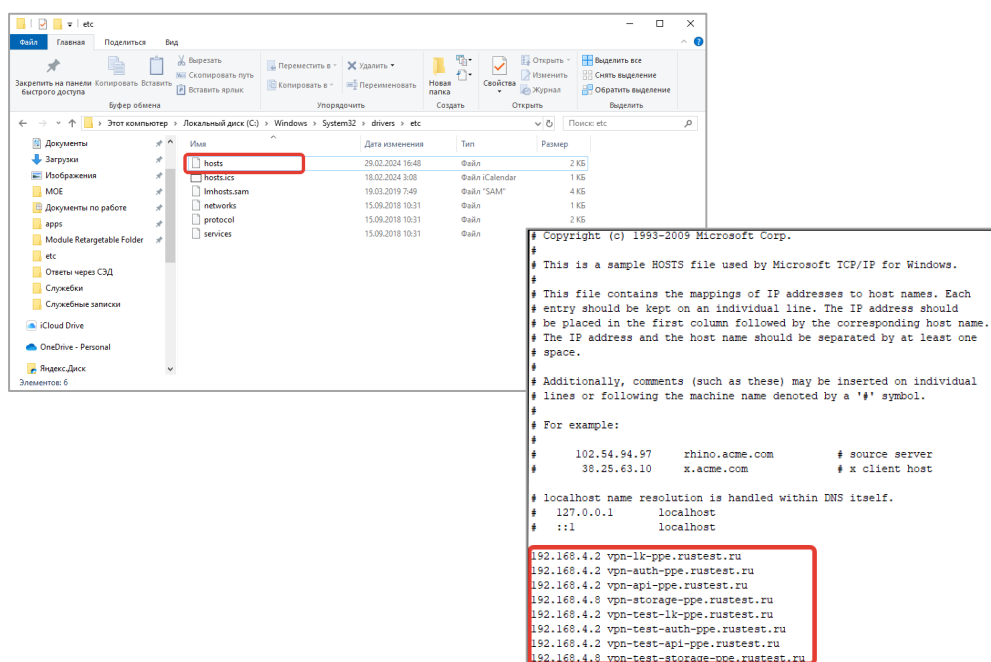 etc
Файл Главная Поделиться Вид
Закрепить на панели быстрого доступа
Копировать
Вставить
Вырезать
Скопировать путь
Вставить ярлык
Буфер обмена
Переместить в
Копировать в
Удалить
Переименовать
Упорядочить
Новая папка
Создать
Свойства
Открыть
Изменить
Журнал
Открыть
Выделить все
Снять выделение
Обратить выделение
Выделить
Этот компьютер › Локальный диск (C:) › Windows › System32 › drivers › etc
Поиск: etc
Документы
Загрузки
Изображения
MOE
Документы по работе
apps
Module Retargetable Folder
etc
Ответы через СЭД
Служебки
Служебные записки
iCloud Drive
OneDrive - Personal
Яндекс.Диск
Элементов: 6
Имя Дата изменения Тип Размер
hosts 29.02.2024 16:48 Файл 2 КБ
hosts.ics 18.02.2024 3:08 Файл iCalendar 1 КБ
lmhosts.sam 19.03.2019 7:49 Файл "SAM" 4 КБ
networks 15.09.2018 10:31 Файл 1 КБ
protocol 15.09.2018 10:31 Файл 2 КБ
services 15.09.2018 10:31 Файл
# Copyright (c) 1993-2009 Microsoft Corp.
#
# This is a sample HOSTS file used by Microsoft TCP/IP for Windows.
#
# This file contains the mappings of IP addresses to host names. Each
# entry should be kept on an individual line. The IP address should
# be placed in the first column followed by the corresponding host name.
# The IP address and the host name should be separated by at least one
# space.
#
# Additionally, comments (such as these) may be inserted on individual
# lines or following the machine name denoted by a '#' symbol.
#
# For example:
#
# 102.54.94.97 rhino.acme.com # source server
# 38.25.63.10 x.acme.com # x client host
# localhost name resolution is handled within DNS itself.
# 127.0.0.1 localhost
# ::1 localhost
192.168.4.2 vpn-lk-ppe.rustest.ru
192.168.4.2 vpn-auth-ppe.rustest.ru
192.168.4.2 vpn-api-ppe.rustest.ru
192.168.4.8 vpn-storage-ppe.rustest.ru
192.168.4.2 vpn-test-lk-ppe.rustest.ru
192.168.4.2 vpn-test-auth-ppe.rustest.ru
192.168.4.2 vpn-test-api-ppe.rustest.ru
192.168.4.8 vpn-test-storage-ppe.rustest.ru